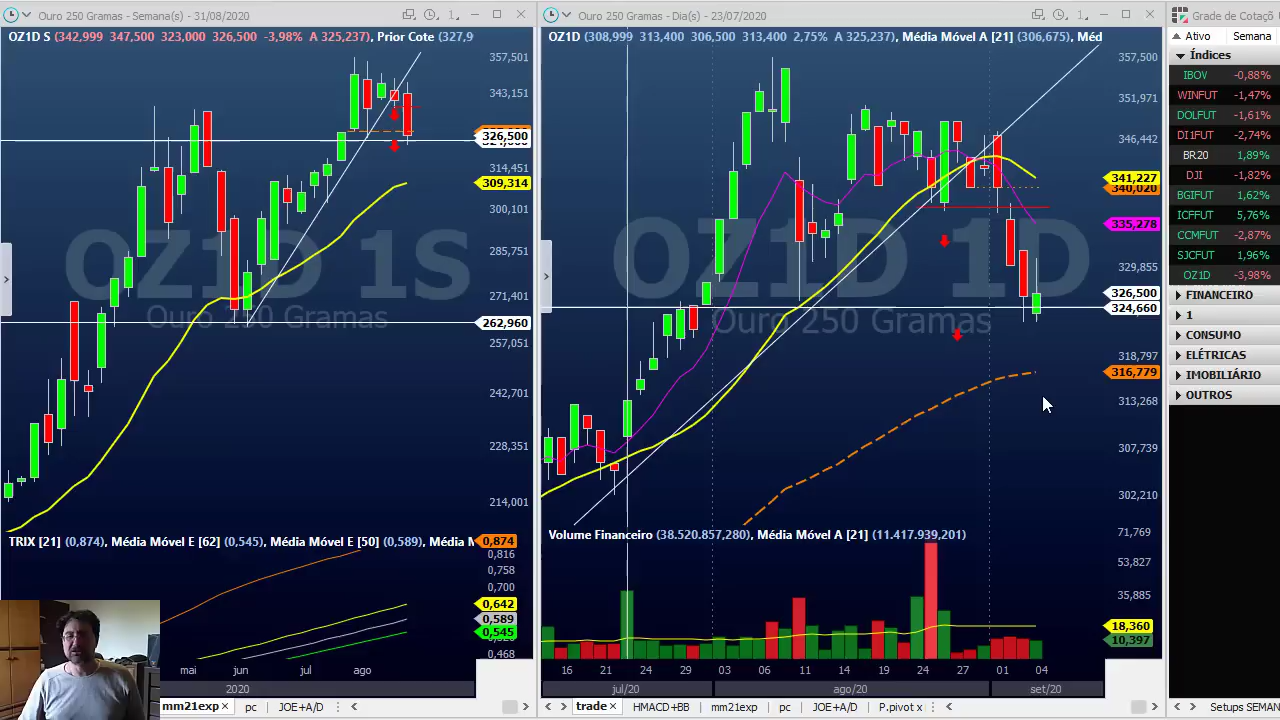 Ouro 250 Gramas - Semana(s) - 31/08/2020
OZ1D S (342,999 347,500 323,000 326,500 -3,98% A 325,237), Prior Cote (327,9
357,501
343,151
326,500
314,451
309,314
300,101
285,751
271,401
262,960
257,051
242,701
228,351
214,001
OZ1D 1S
Ouro 250 Gramas
TRIX [21] (0,874), Média Móvel E [62] (0,545), Média Móvel E [50] (0,589), Média M
0,874
0,816
0,758
0,700
0,642
0,589
0,545
0,468
mai jun jul ago
2020
mm21exp pc JOE+A/D
Ouro 250 Gramas - Dia(s) - 23/07/2020
OZ1D (308,999 313,400 306,500 313,400 2,75% A 325,237), Média Móvel A [21] (306,675), Méd
357,500
351,971
346,442
341,227
340,020
335,278
329,855
326,500
324,660
318,797
316,779
313,268
307,739
302,210
OZ1D 1D
Ouro 250 Gramas
Volume Financeiro (38.520.857,280), Média Móvel A [21] (11.417.939,201)
71,769
53,827
35,885
18,360
10,397
16 21 24 29 03 06 11 14 19 24 27 01 04
jul/20 ago/20 set/20
trade HMACD+BB mm21exp pc JOE+A/D P.pivot x
Grade de Cotaçõ
Ativo Semana
Índices
IBOV -0,88%
WINFUT -1,47%
DOLFUT -1,61%
DI1FUT -2,74%
BR20 1,89%
DJI -1,82%
BGIFUT 1,62%
ICFFUT 5,76%
CCMFUT -2,87%
SJCFUT 1,96%
OZ1D -3,98%
FINANCEIRO
1
CONSUMO
ELÉTRICAS
IMOBILIÁRIO
OUTROS
Setups SEMAN